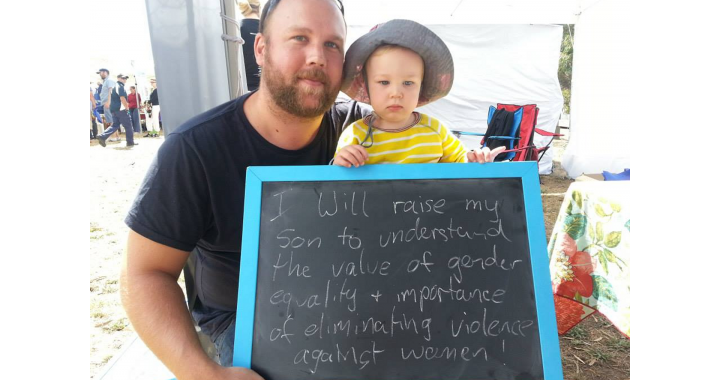 I Will raise my
Son to understand
the value of gender
equality + importance
of eliminating violence
against women!